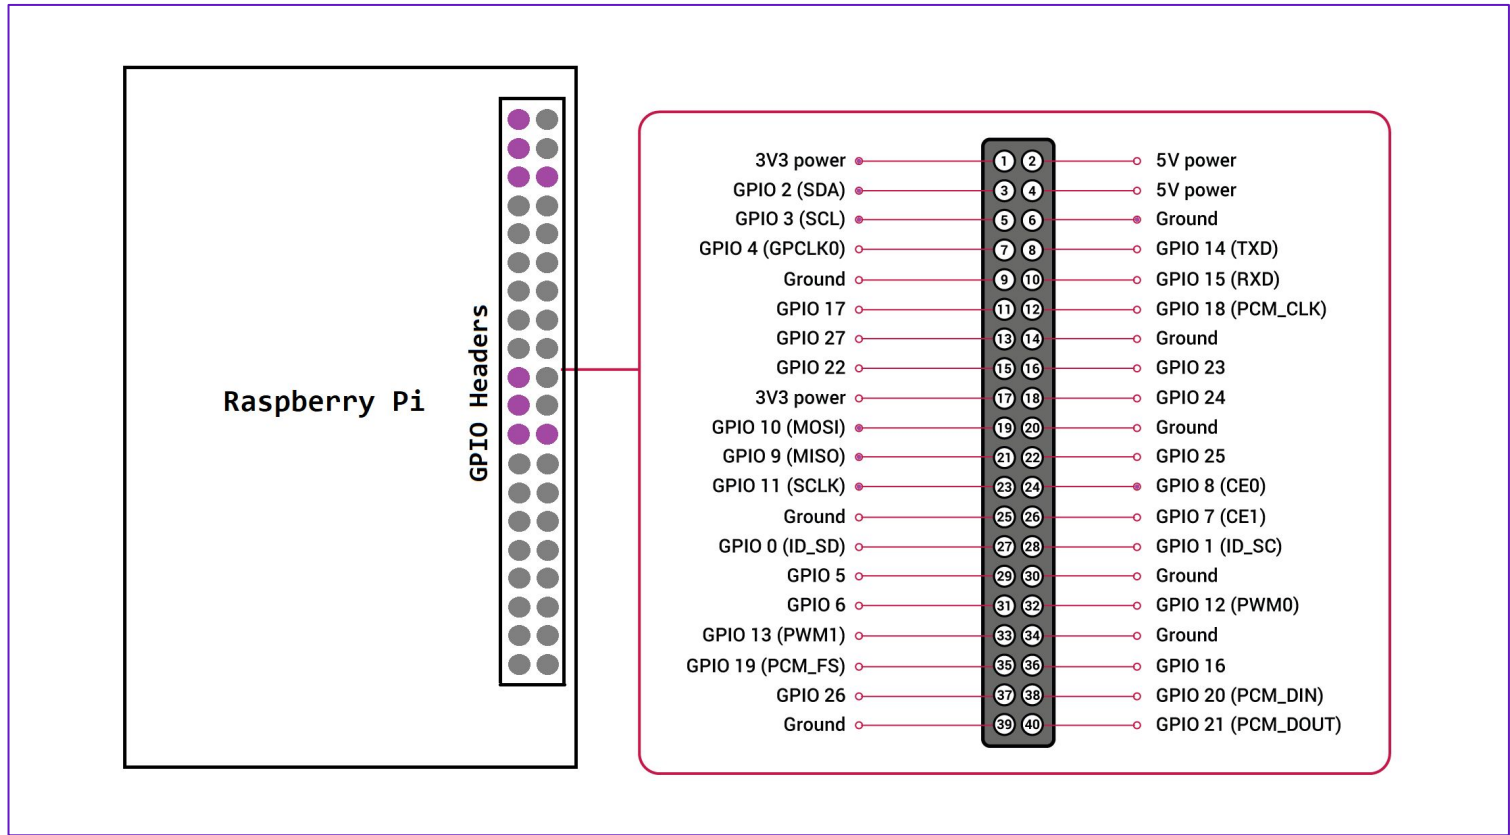 Raspberry Pi
GPIO Headers
3V3 power 1 2 5V power
GPIO 2 (SDA) 3 4 5V power
GPIO 3 (SCL) 5 6 Ground
GPIO 4 (GPCLK0) 7 8 GPIO 14 (TXD)
Ground 9 10 GPIO 15 (RXD)
GPIO 17 11 12 GPIO 18 (PCM_CLK)
GPIO 27 13 14 Ground
GPIO 22 15 16 GPIO 23
3V3 power 17 18 GPIO 24
GPIO 10 (MOSI) 19 20 Ground
GPIO 9 (MISO) 21 22 GPIO 25
GPIO 11 (SCLK) 23 24 GPIO 8 (CE0)
Ground 25 26 GPIO 7 (CE1)
GPIO 0 (ID_SD) 27 28 GPIO 1 (ID_SC)
GPIO 5 29 30 Ground
GPIO 6 31 32 GPIO 12 (PWM0)
GPIO 13 (PWM1) 33 34 Ground
GPIO 19 (PCM_FS) 35 36 GPIO 16
GPIO 26 37 38 GPIO 20 (PCM_DIN)
Ground 39 40 GPIO 21 (PCM_DOUT)